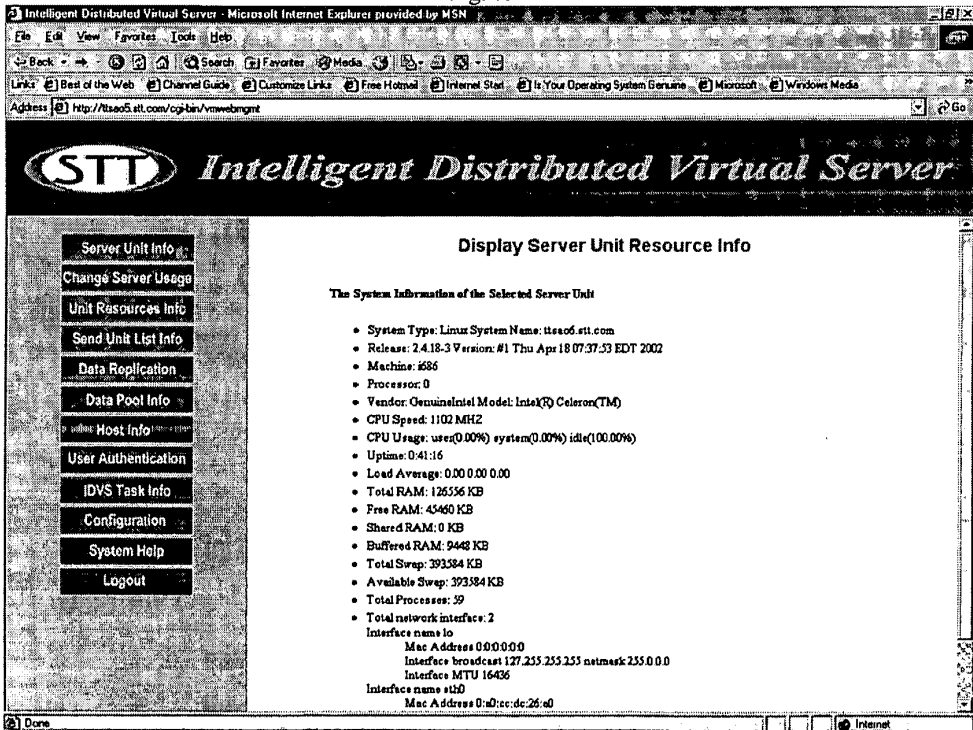 Intelligent Distributed Virtual Server - Microsoft Internet Explorer provided by MSN
File Edit View Favorites Tools Help
Back Search Favorites Media
Links Best of the Web Channel Guide Customize Links Free Hotmail Internet Start Is Your Operating System Genuine Microsoft Windows Media
Address http://ttsao5.stt.com/cgi-bin/vmwebmgnt Go
STT Intelligent Distributed Virtual Server
Server Unit Info
Change Server Usage
Unit Resources Info
Send Unit List Info
Data Replication
Data Pool Info
Host Info
User Authentication
IDVS Task Info
Configuration
System Help
Logout
Display Server Unit Resource Info
The System Information of the Selected Server Unit
• System Type: Linux System Name: ttsao6.stt.com
• Release: 2.4.18-3 Version: #1 Thu Apr 18 07:37:53 EDT 2002
• Machine: i686
• Processor: 0
• Vendor: GenuineIntel Model: Intel(R) Celeron(TM)
• CPU Speed: 1102 MHZ
• CPU Usage: user(0.00%) system(0.00%) idle(100.00%)
• Uptime: 0:41:16
• Load Average: 0.00 0.00 0.00
• Total RAM: 126556 KB
• Free RAM: 45460 KB
• Shared RAM: 0 KB
• Buffered RAM: 9448 KB
• Total Swap: 393584 KB
• Available Swap: 393584 KB
• Total Processes: 39
• Total network interface: 2
Interface name lo
Mac Address 0:0:0:0:0:0
Interface broadcast 127.255.255.255 netmask 255.0.0.0
Interface MTU 16436
Interface name eth0
Mac Address 0:a0:cc:dc:26:e0
Done Internet